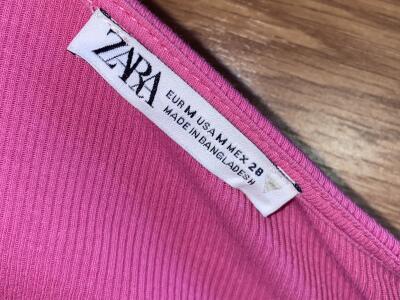 ZARA
EUR M USA M MEX 28
MADE IN BANGLADESH